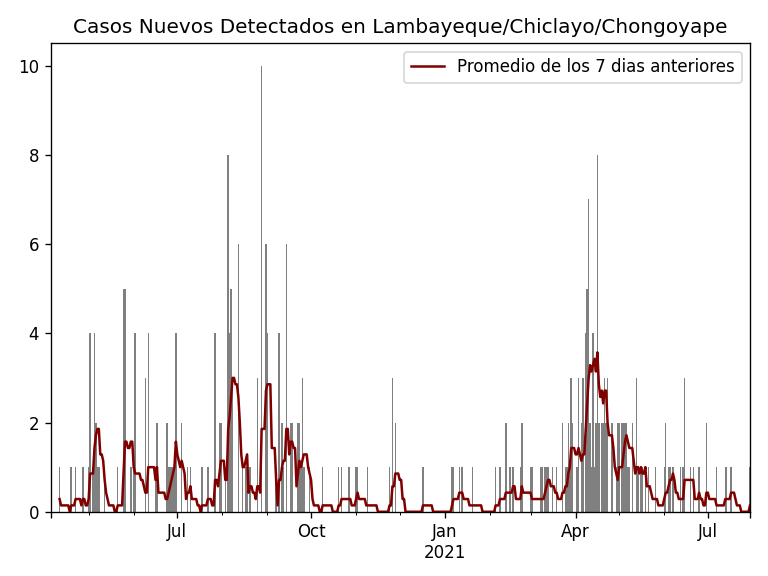 Casos Nuevos Detectados en Lambayeque/Chiclayo/Chongoyape
Promedio de los 7 dias anteriores
10
8
6
4
2
0
Jul Oct Jan Apr Jul
2021